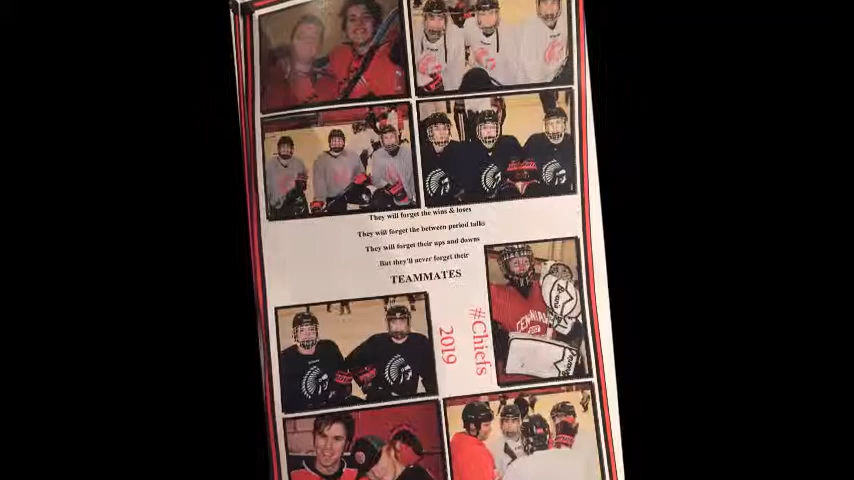 They will forget the wins & loses
They will forget the between period talks
They will forget their ups and downs
But they'll never forget their
TEAMMATES
#Chiefs
2019